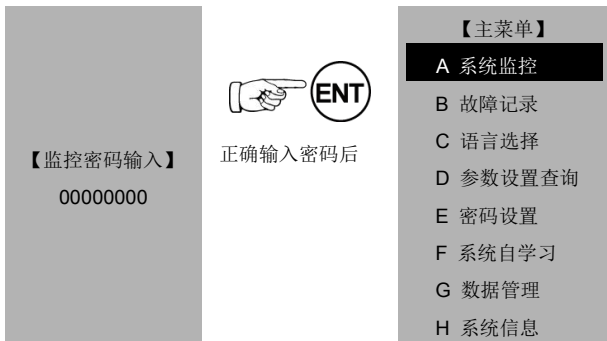 【监控密码输入】
00000000
ENT
正确输入密码后
【主菜单】
A 系统监控
B 故障记录
C 语言选择
D 参数设置查询
E 密码设置
F 系统自学习
G 数据管理
H 系统信息